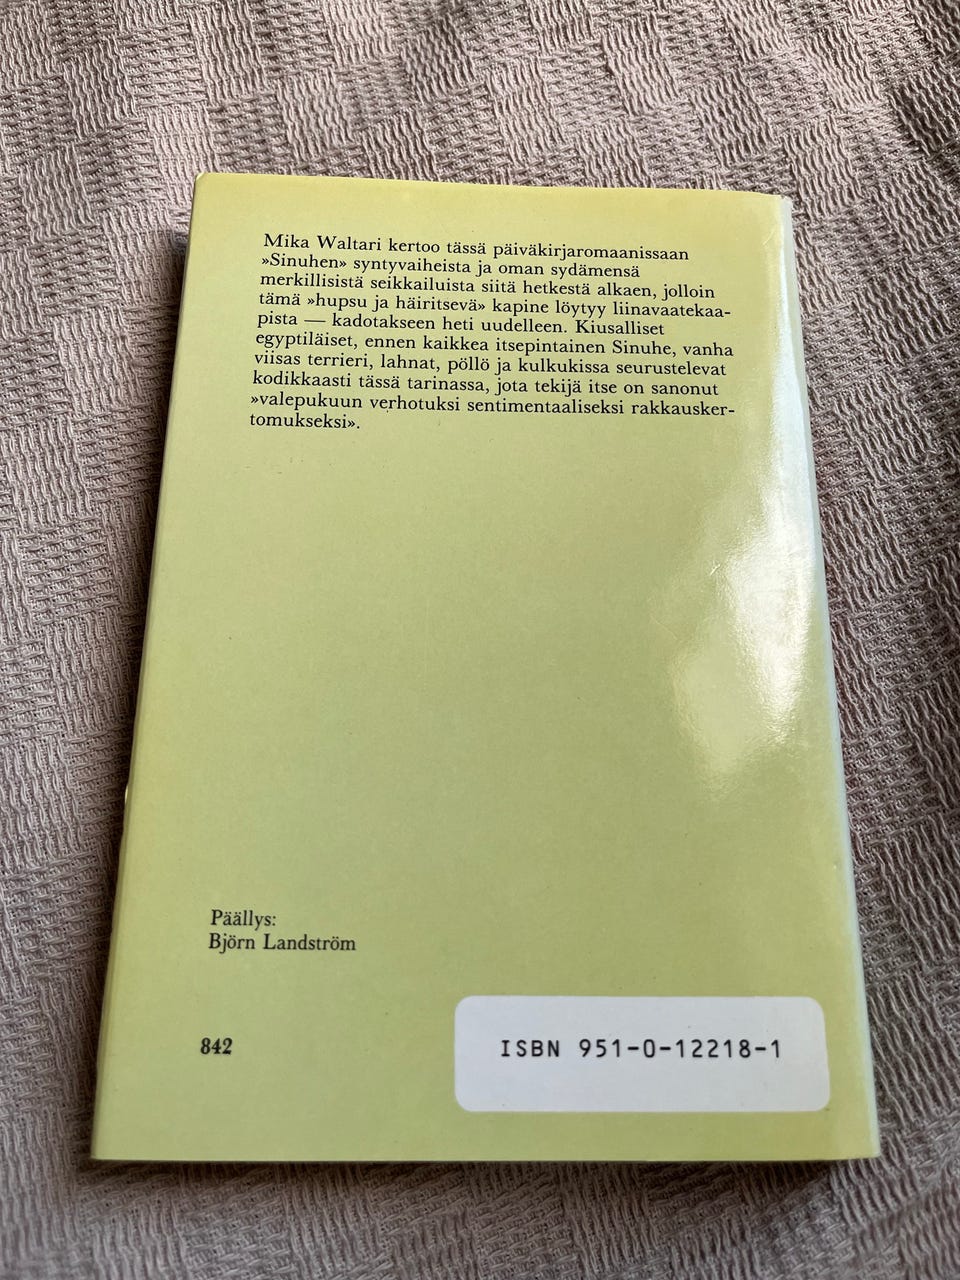 Mika Waltari kertoo tässä päiväkirjaromaanissaan
»Sinuhen» syntyvaiheista ja oman sydämensä
merkillisistä seikkailuista siitä hetkestä alkaen, jolloin
tämä »hupsu ja häiritsevä» kapine löytyy liinavaatekaa-
pista — kadotakseen heti uudelleen. Kiusalliset
egyptiläiset, ennen kaikkea itsepintainen Sinuhe, vanha
viisas terrieri, lahnat, pöllö ja kulkukissa seurustelevat
kodikkaasti tässä tarinassa, jota tekijä itse on sanonut
»valepukuun verhotuksi sentimentaaliseksi rakkausker-
tomukseksi».
Päällys:
Björn Landström
842
ISBN 951-0-12218-1